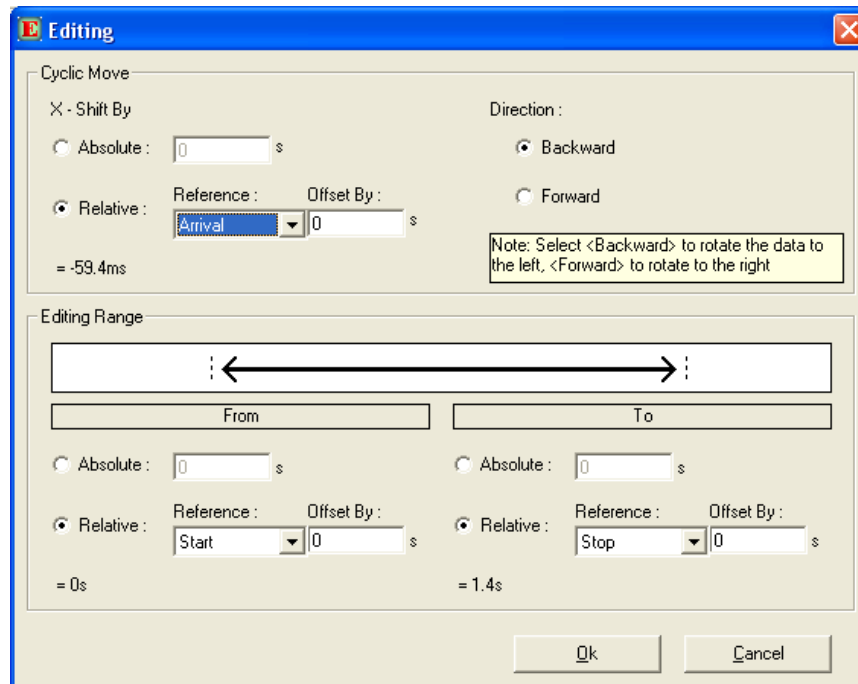 E Editing
Cyclic Move
X - Shift By
Direction :
Absolute : 0 s
Backward
Reference : Offset By :
Relative : Arrival 0 s
Forward
= -59.4ms
Note: Select <Backward> to rotate the data to
the left, <Forward> to rotate to the right
Editing Range
From
To
Absolute : 0 s
Absolute : 0 s
Reference : Offset By :
Relative : Start 0 s
Reference : Offset By :
Relative : Stop 0 s
= 0s
= 1.4s
Ok
Cancel